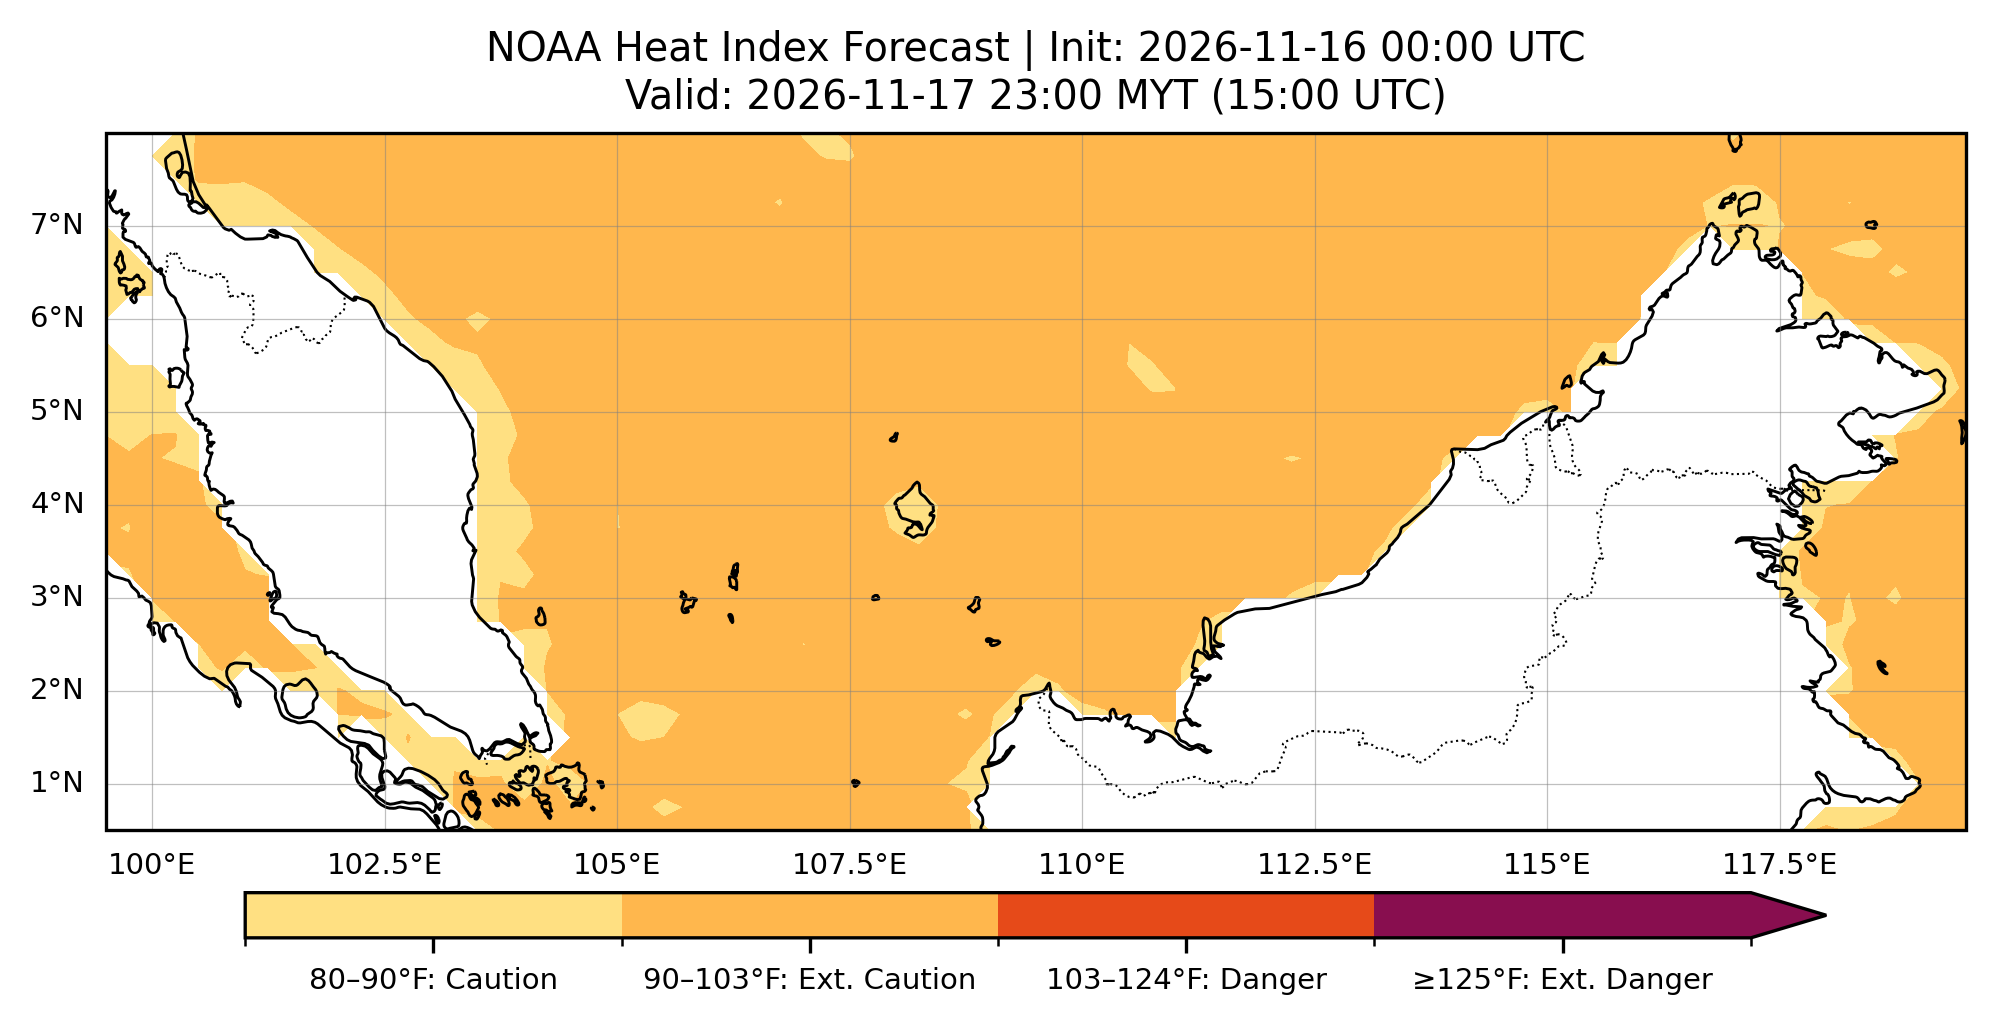 NOAA Heat Index Forecast | Init: 2026-11-16 00:00 UTC
Valid: 2026-11-17 23:00 MYT (15:00 UTC)
7°N
6°N
5°N
4°N
3°N
2°N
1°N
100°E 102.5°E 105°E 107.5°E 110°E 112.5°E 115°E 117.5°E
80–90°F: Caution 90–103°F: Ext. Caution 103–124°F: Danger ≥125°F: Ext. Danger